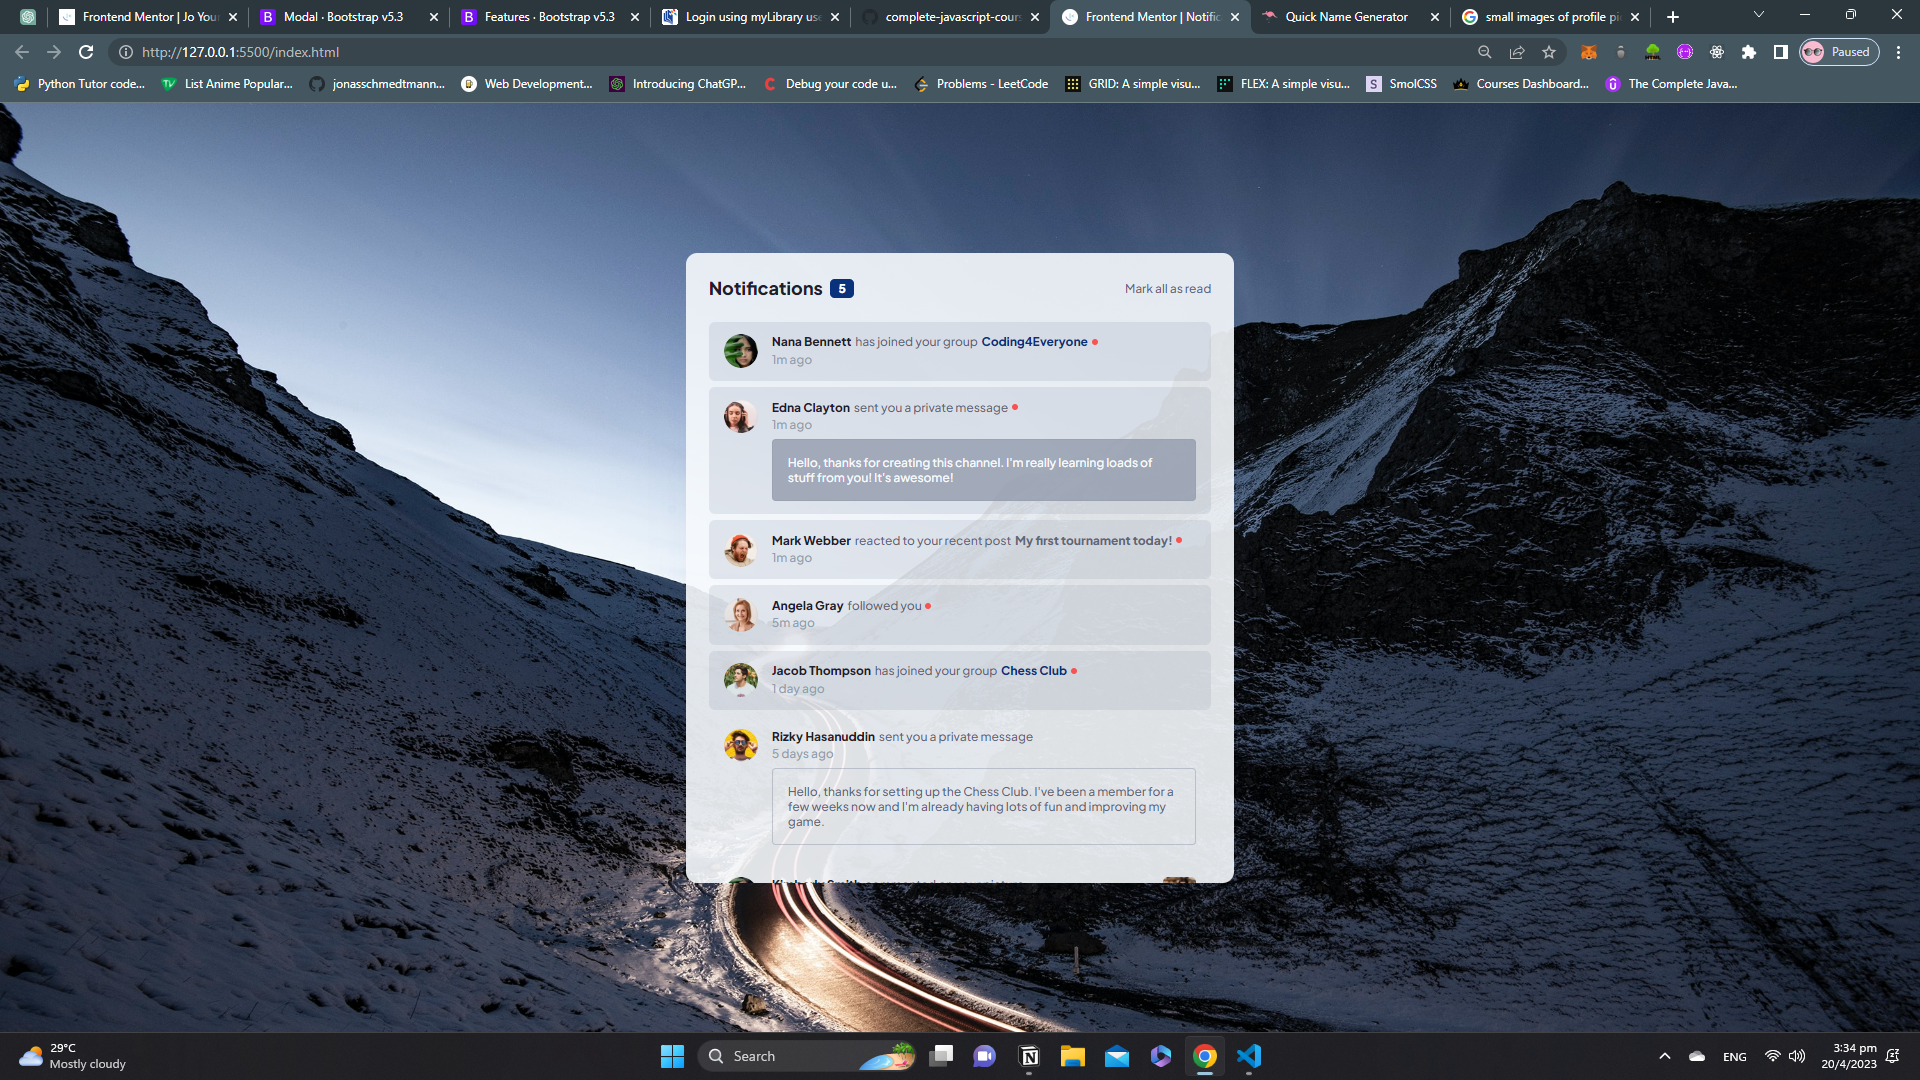 Frontend Mentor | Jo Your
Modal · Bootstrap v5.3
Features · Bootstrap v5.3
Login using myLibrary use
complete-javascript-cours
Frontend Mentor | Notific
Quick Name Generator
small images of profile pic
http://127.0.0.1:5500/index.html
Paused
Python Tutor code...
List Anime Popular...
jonasschmedtmann...
Web Development...
Introducing ChatGP...
Debug your code u...
Problems - LeetCode
GRID: A simple visu...
FLEX: A simple visu...
SmolCSS
Courses Dashboard...
The Complete Java...
Notifications 5
Mark all as read
Nana Bennett has joined your group Coding4Everyone
1m ago
Edna Clayton sent you a private message
1m ago
Hello, thanks for creating this channel. I'm really learning loads of
stuff from you! It's awesome!
Mark Webber reacted to your recent post My first tournament today!
1m ago
Angela Gray followed you
5m ago
Jacob Thompson has joined your group Chess Club
1 day ago
Rizky Hasanuddin sent you a private message
5 days ago
Hello, thanks for setting up the Chess Club. I've been a member for a
few weeks now and I'm already having lots of fun and improving my
game.
29°C
Mostly cloudy
Search
ENG
3:34 pm
20/4/2023